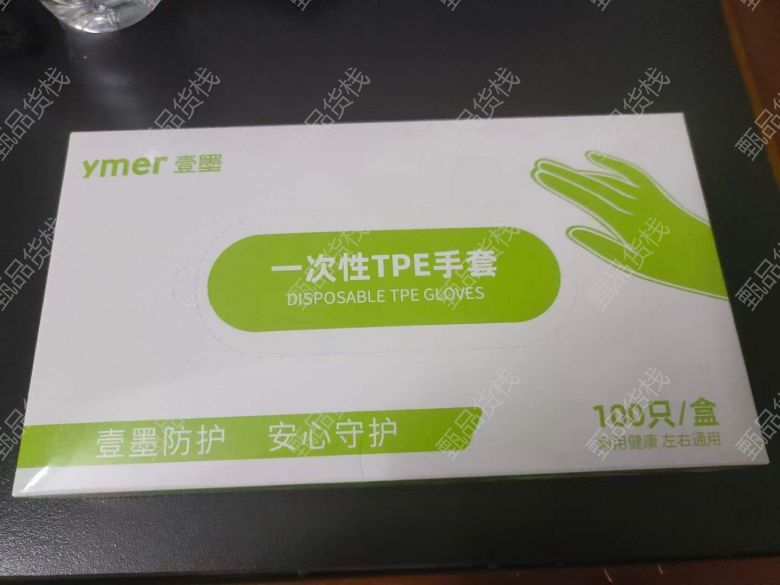 ymer 壹墨
一次性TPE手套
DISPOSABLE TPE GLOVES
100只/盒
耐用健康 左右通用
壹墨防护 安心守护
甄品货栈